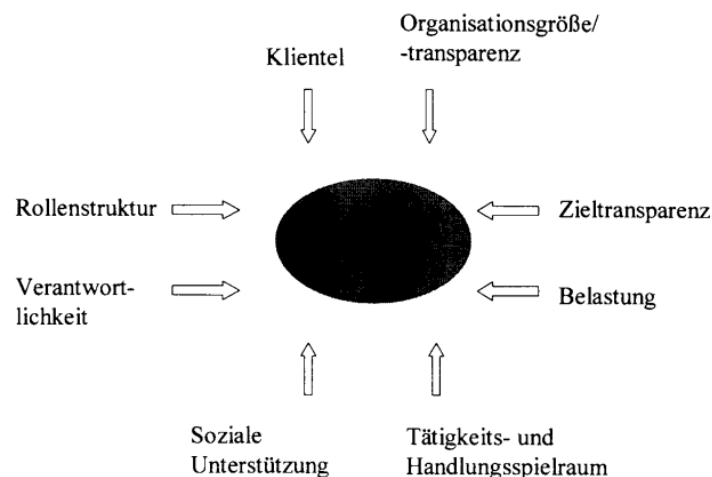 Organisationsgröße/
-transparenz
Klientel
Rollenstruktur
Zieltransparenz
Verantwort-
lichkeit
Belastung
Soziale
Unterstützung
Tätigkeits- und
Handlungsspielraum